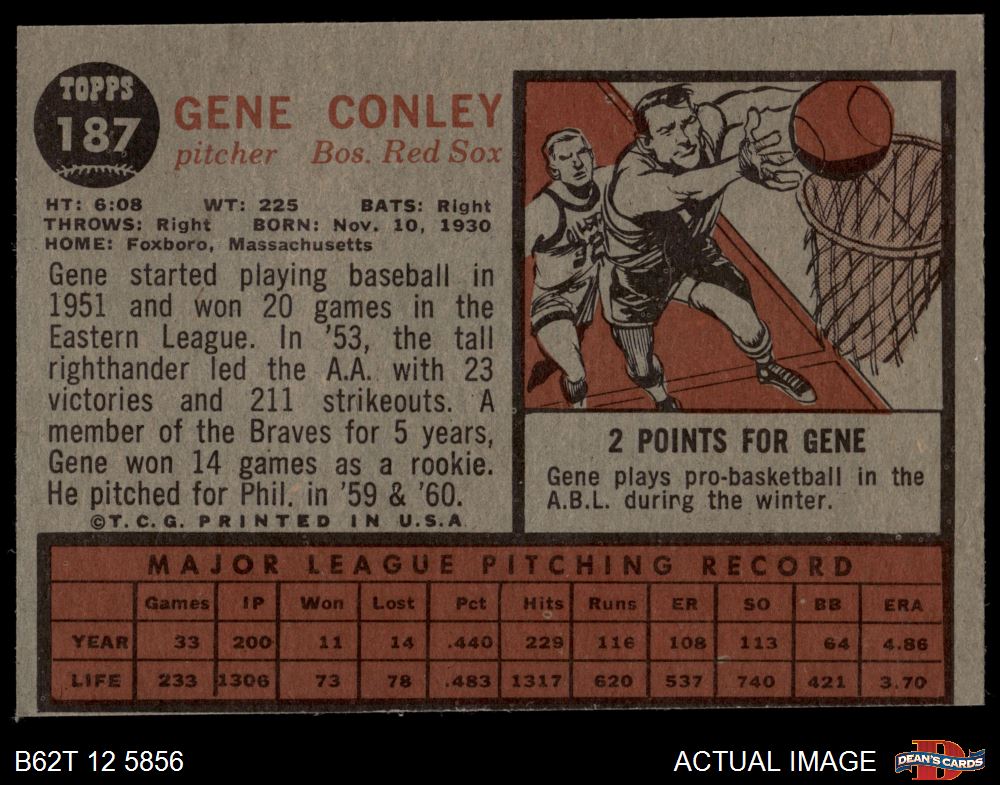 TOPPS
187
GENE CONLEY
pitcher Bos. Red Sox
HT: 6:08 WT: 225 BATS: Right
THROWS: Right BORN: Nov. 10, 1930
HOME: Foxboro, Massachusetts
Gene started playing baseball in
1951 and won 20 games in the
Eastern League. In '53, the tall
righthander led the A.A. with 23
victories and 211 strikeouts. A
member of the Braves for 5 years,
Gene won 14 games as a rookie.
He pitched for Phil. in '59 & '60.
©T.C.G. PRINTED IN U.S.A.
2 POINTS FOR GENE
Gene plays pro-basketball in the
A.B.L. during the winter.
MAJOR LEAGUE PITCHING RECORD
Games IP Won Lost Pct Hits Runs ER SO BB ERA
YEAR 33 200 11 14 .440 229 116 108 113 64 4.86
LIFE 233 1306 73 78 .483 1317 620 537 740 421 3.70
B62T 12 5856
ACTUAL IMAGE
D
DEAN'S CARDS